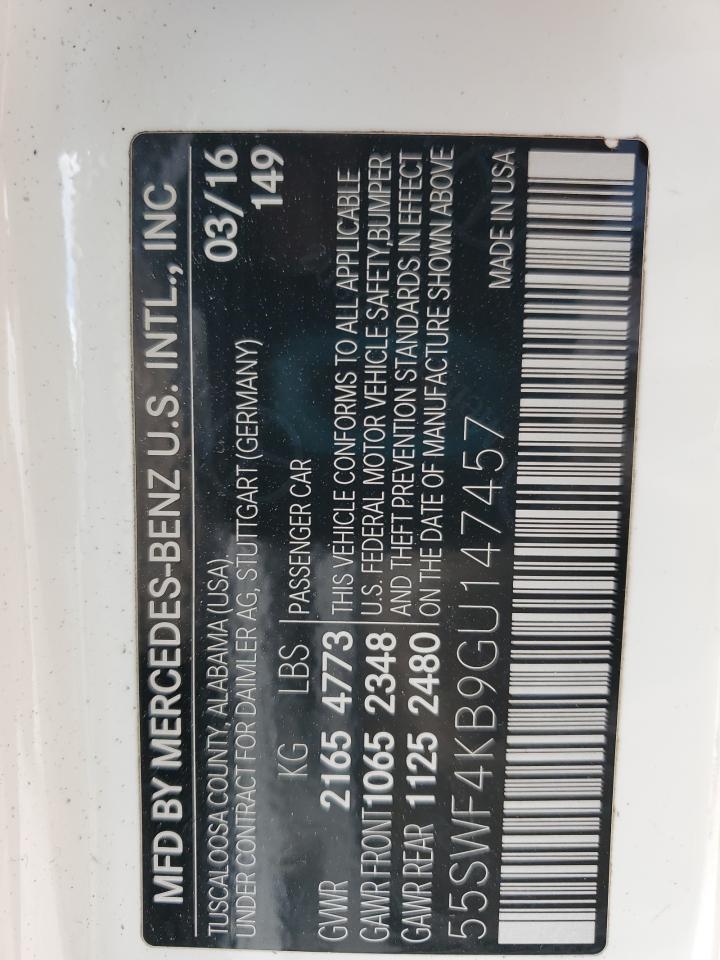 MFD BY MERCEDES-BENZ U.S. INTL., INC
TUSCALOOSA COUNTY, ALABAMA (USA) 03/16
UNDER CONTRACT FOR DAIMLER AG, STUTTGART (GERMANY) 149
KG LBS PASSENGER CAR
GVWR 2165 4773 THIS VEHICLE CONFORMS TO ALL APPLICABLE
GAWR FRONT 1065 2348 U.S. FEDERAL MOTOR VEHICLE SAFETY, BUMPER
GAWR REAR 1125 2480 AND THEFT PREVENTION STANDARDS IN EFFECT
ON THE DATE OF MANUFACTURE SHOWN ABOVE
55SWF4KB9GU147457 MADE IN USA